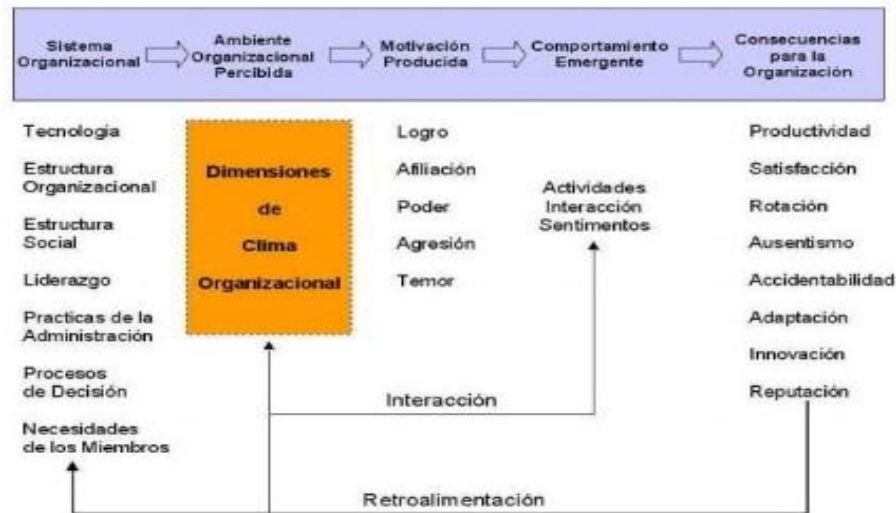 Sistema
Organizacional
Ambiente
Organizacional
Percibida
Motivación
Producida
Comportamiento
Emergente
Consecuencias
para la
Organización
Tecnologia
Estructura
Organizacional
Estructura
Social
Liderazgo
Practicas de la
Administración
Procesos
de Decisión
Necesidades
de los Miembros
Dimensiones
de
Clima
Organizacional
Logro
Afiliación
Poder
Agresión
Temor
Actividades
Interacción
Sentimentos
Productividad
Satisfacción
Rotación
Ausentismo
Accidentabilidad
Adaptación
Innovación
Reputación
Interacción
Retroalimentación